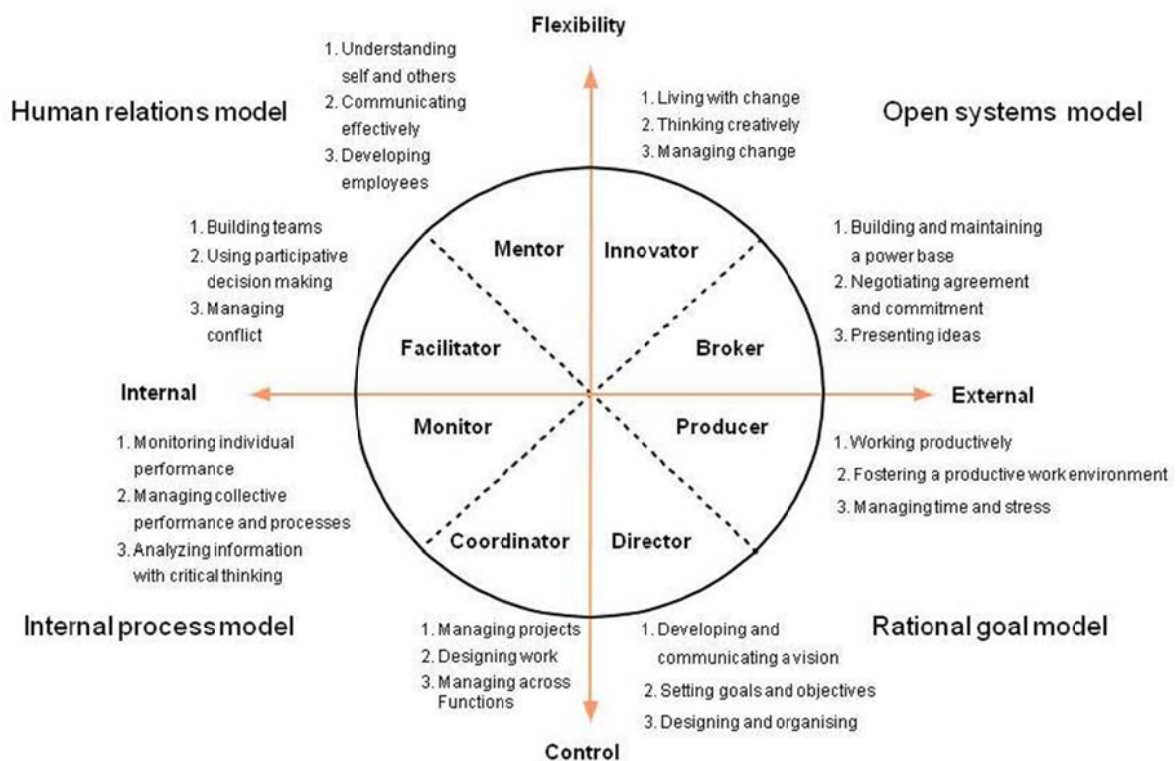 Flexibility
Human relations model
1. Understanding
self and others
2. Communicating
effectively
3. Developing
employees
1. Living with change
2. Thinking creatively
3. Managing change
Open systems model
1. Building teams
2. Using participative
decision making
3. Managing
conflict
Mentor
Innovator
1. Building and maintaining
a power base
2. Negotiating agreement
and commitment
3. Presenting ideas
Facilitator
Broker
Internal
External
Monitor
Producer
1. Monitoring individual
performance
2. Managing collective
performance and processes
3. Analyzing information
with critical thinking
1. Working productively
2. Fostering a productive work environment
3. Managing time and stress
Coordinator
Director
Internal process model
1. Managing projects
2. Designing work
3. Managing across
Functions
1. Developing and
communicating a vision
2. Setting goals and objectives
3. Designing and organising
Rational goal model
Control